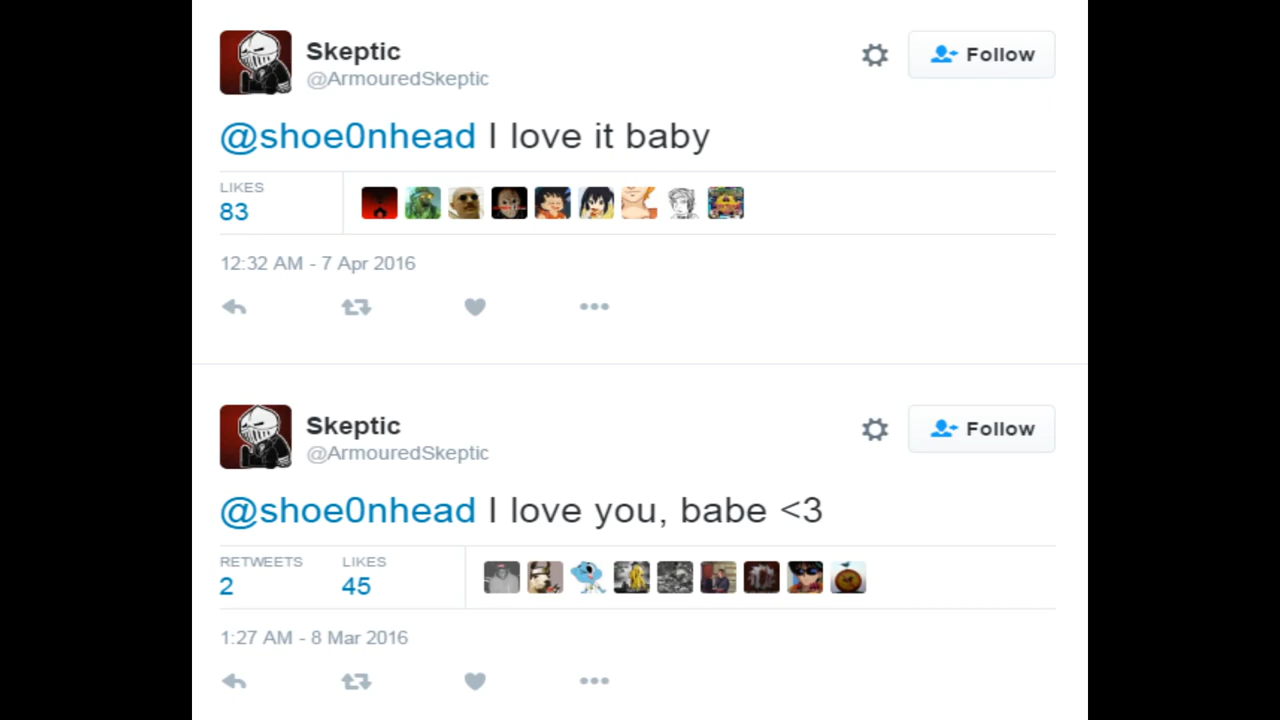 Skeptic
@ArmouredSkeptic
Follow
@shoe0nhead I love it baby
LIKES
83
12:32 AM - 7 Apr 2016
Skeptic
@ArmouredSkeptic
Follow
@shoe0nhead I love you, babe <3
RETWEETS LIKES
2 45
1:27 AM - 8 Mar 2016